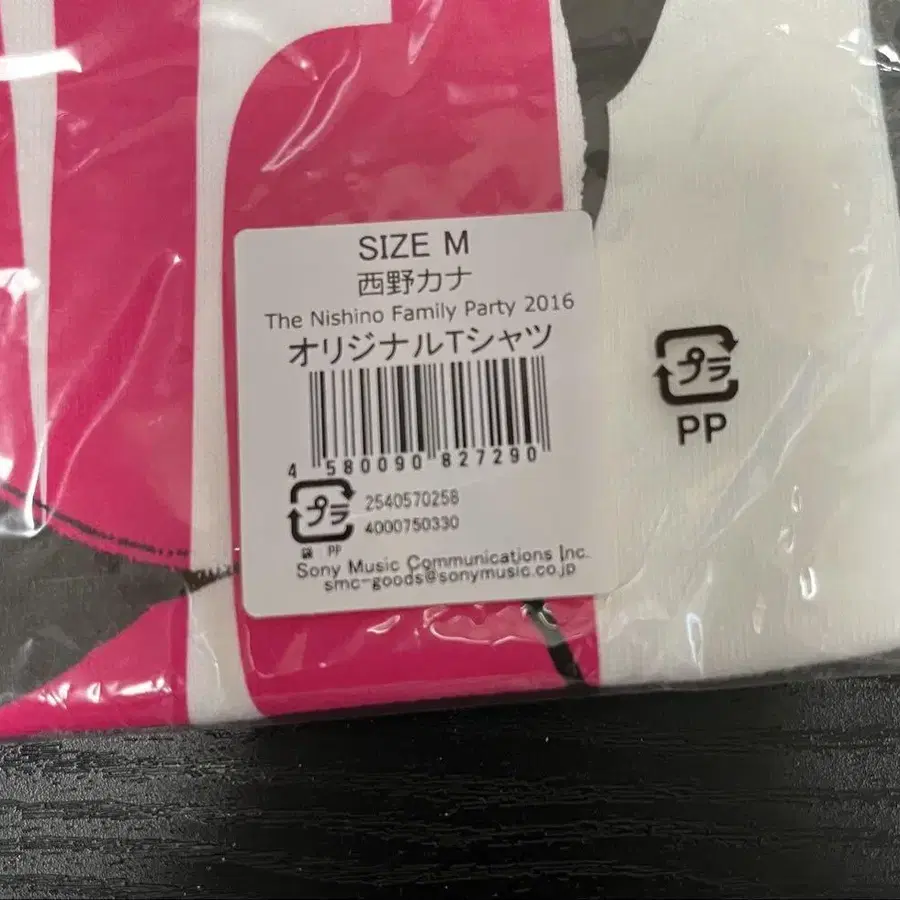 SIZE M
西野カナ
The Nishino Family Party 2016
オリジナルTシャツ
4 580090 827290
プラ
2540570258
4000750330
袋 PP
Sony Music Communications Inc.
smc-goods@sonymusic.co.jp
プラ
PP